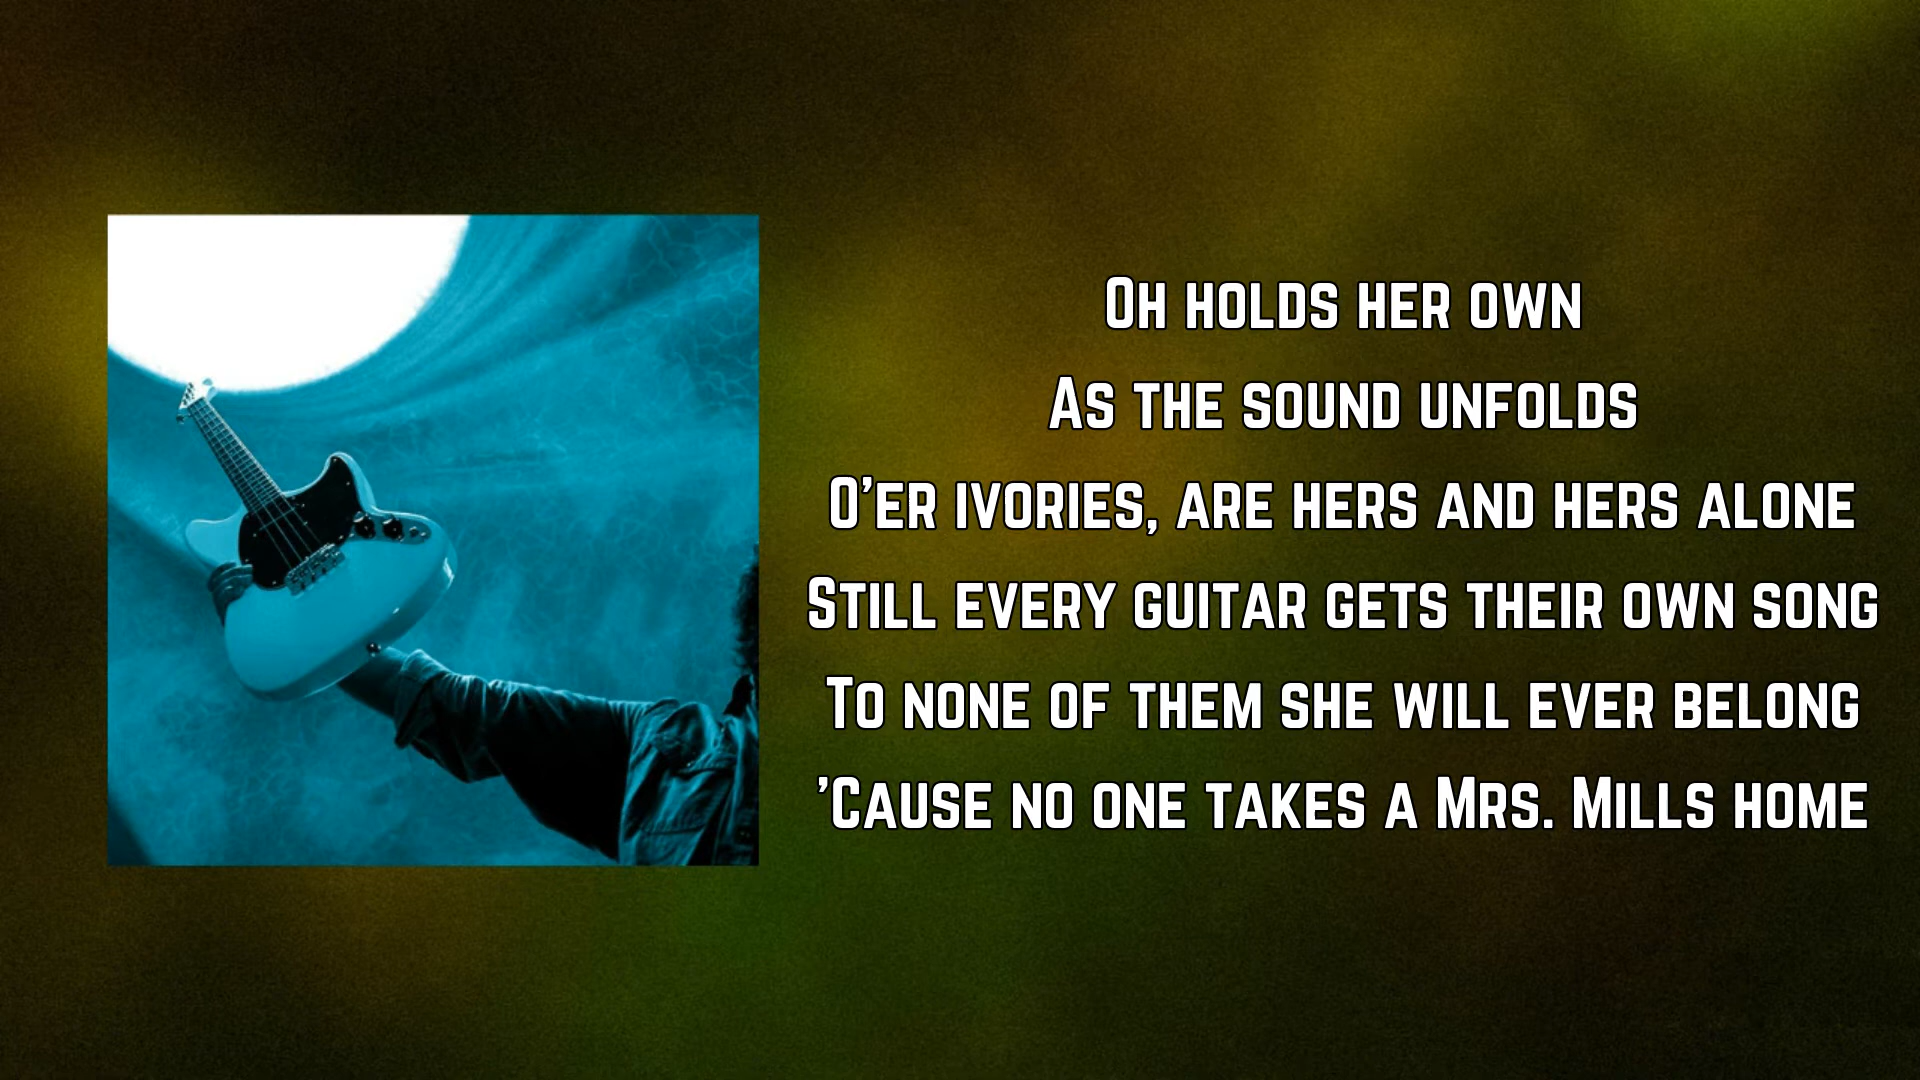 Oh holds her own
As the sound unfolds
O'er ivories, are hers and hers alone
Still every guitar gets their own song
To none of them she will ever belong
'Cause no one takes a Mrs. Mills home